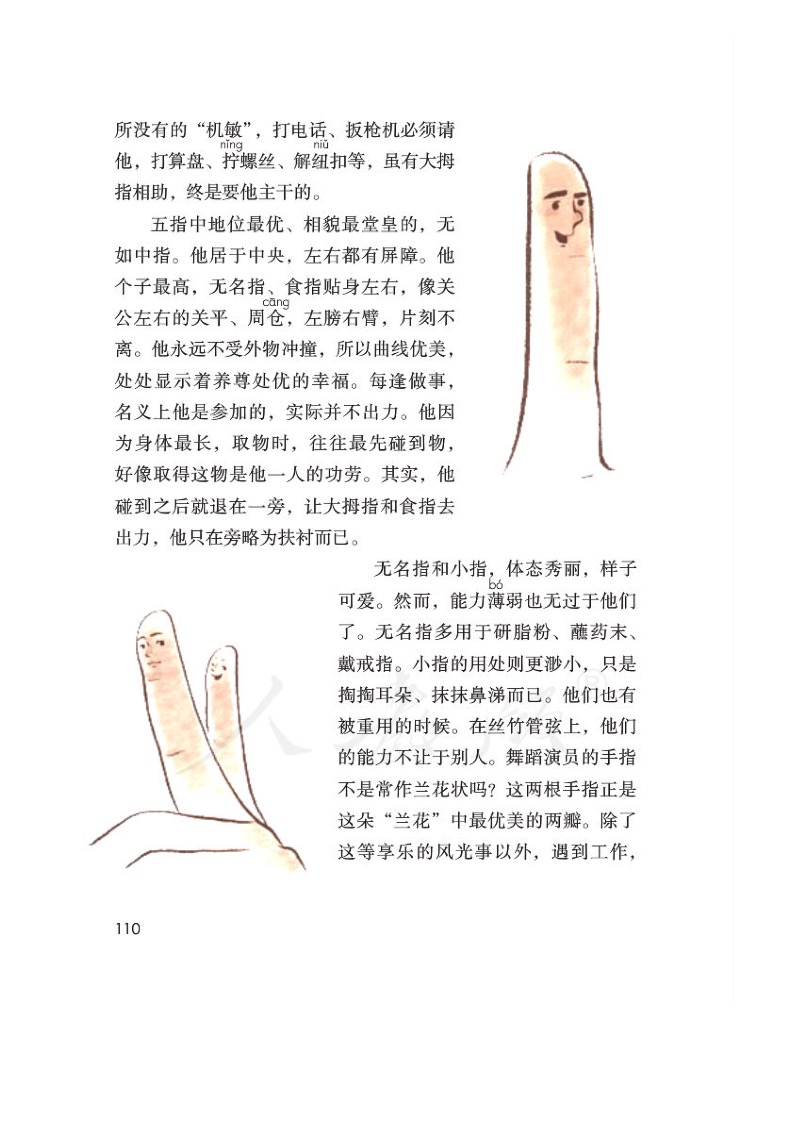 所没有的“机敏”，打电话、扳枪机必须请
nǐng niǔ
他，打算盘、拧螺丝、解纽扣等，虽有大拇
指相助，终是要他主干的。
五指中地位最优、相貌最堂皇的，无
如中指。他居于中央，左右都有屏障。他
个子最高，无名指、食指贴身左右，像关
cāng
公左右的关平、周仓，左膀右臂，片刻不
离。他永远不受外物冲撞，所以曲线优美，
处处显示着养尊处优的幸福。每逢做事，
名义上他是参加的，实际并不出力。他因
为身体最长，取物时，往往最先碰到物，
好像取得这物是他一人的功劳。其实，他
碰到之后就退在一旁，让大拇指和食指去
出力，他只在旁略为扶衬而已。
无名指和小指，体态秀丽，样子
bó
可爱。然而，能力薄弱也无过于他们
了。无名指多用于研脂粉、蘸药末、
戴戒指。小指的用处则更渺小，只是
掏掏耳朵、抹抹鼻涕而已。他们也有
被重用的时候。在丝竹管弦上，他们
的能力不让于别人。舞蹈演员的手指
不是常作兰花状吗？这两根手指正是
这朵“兰花”中最优美的两瓣。除了
这等享乐的风光事以外，遇到工作，
人教版®
110